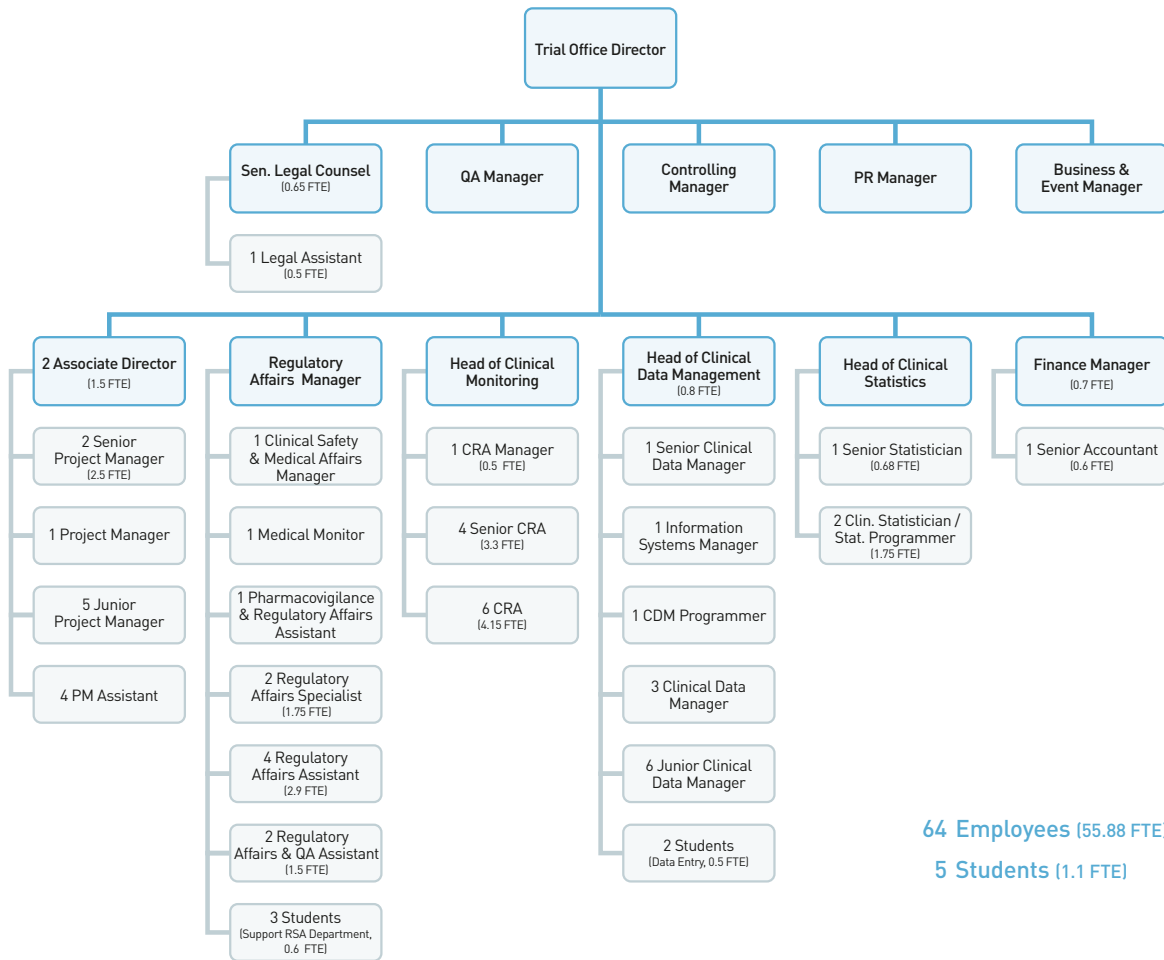 Trial Office Director
Sen. Legal Counsel
(0.65 FTE)
QA Manager
Controlling
Manager
PR Manager
Business &
Event Manager
1 Legal Assistant
(0.5 FTE)
2 Associate Director
(1.5 FTE)
Regulatory
Affairs Manager
Head of Clinical
Monitoring
Head of Clinical
Data Management
(0.8 FTE)
Head of Clinical
Statistics
Finance Manager
(0.7 FTE)
2 Senior
Project Manager
(2.5 FTE)
1 Project Manager
5 Junior
Project Manager
4 PM Assistant
1 Clinical Safety
& Medical Affairs
Manager
1 Medical Monitor
1 Pharmacovigilance
& Regulatory Affairs
Assistant
2 Regulatory
Affairs Specialist
(1.75 FTE)
4 Regulatory
Affairs Assistant
(2.9 FTE)
2 Regulatory
Affairs & QA Assistant
(1.5 FTE)
3 Students
(Support RSA Department,
0.6 FTE)
1 CRA Manager
(0.5 FTE)
4 Senior CRA
(3.3 FTE)
6 CRA
(4.15 FTE)
1 Senior Clinical
Data Manager
1 Information
Systems Manager
1 CDM Programmer
3 Clinical Data
Manager
6 Junior Clinical
Data Manager
2 Students
(Data Entry, 0.5 FTE)
1 Senior Statistician
(0.68 FTE)
2 Clin. Statistician /
Stat. Programmer
(1.75 FTE)
1 Senior Accountant
(0.6 FTE)
64 Employees (55.88 FTE)
5 Students (1.1 FTE)